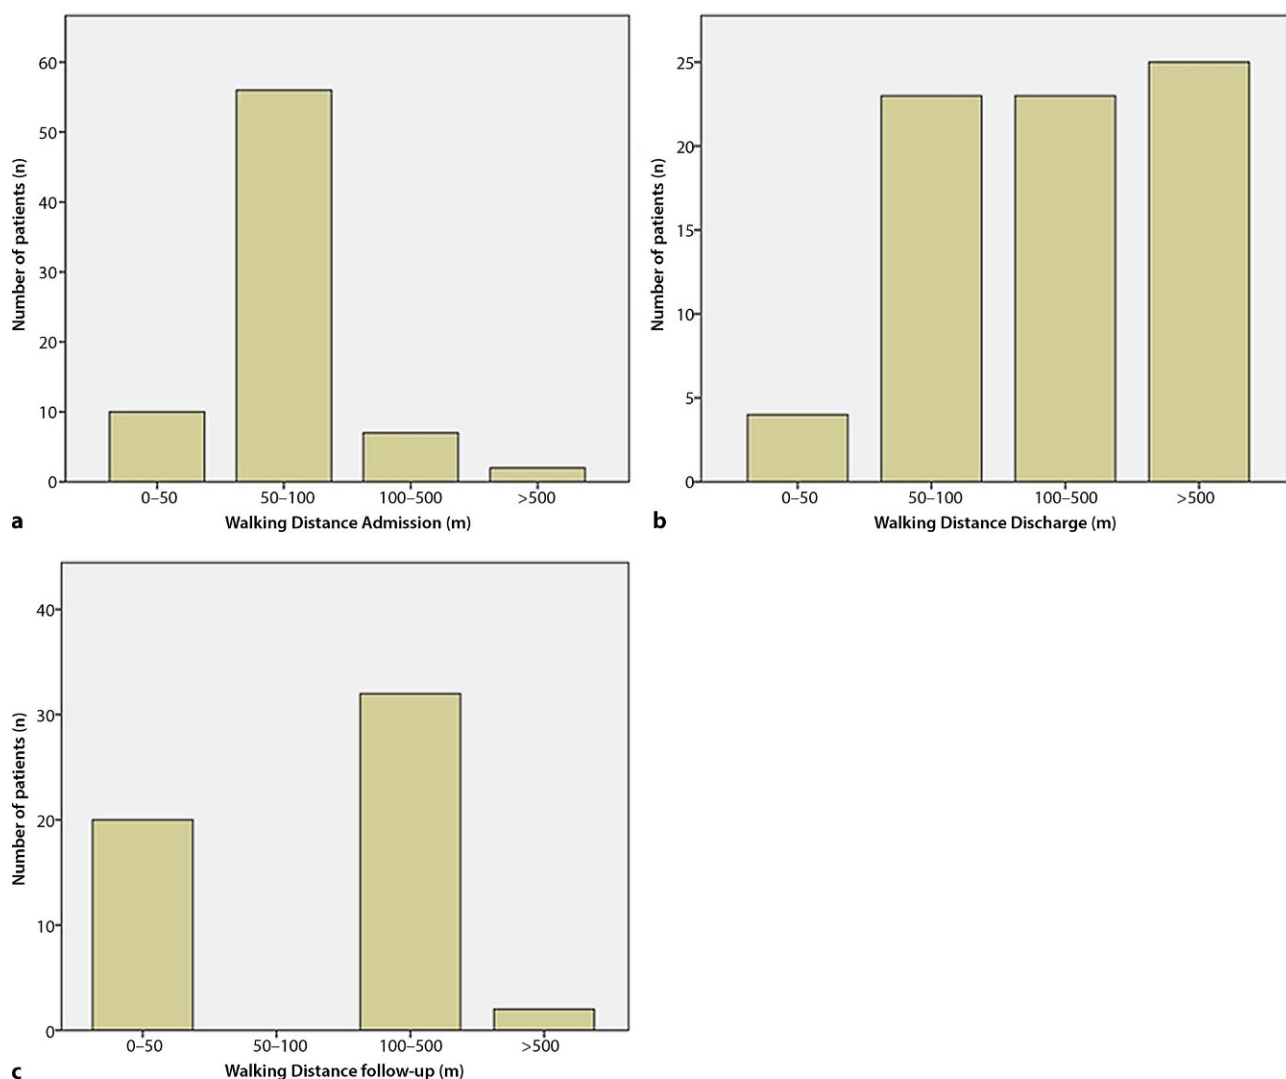 60
50
40
30
20
10
0
Number of patients (n)
0–50 50–100 100–500 >500
Walking Distance Admission (m)
a
25
20
15
10
5
0
Number of patients (n)
0–50 50–100 100–500 >500
Walking Distance Discharge (m)
b
40
30
20
10
0
Number of patients (n)
0–50 50–100 100–500 >500
Walking Distance follow-up (m)
c